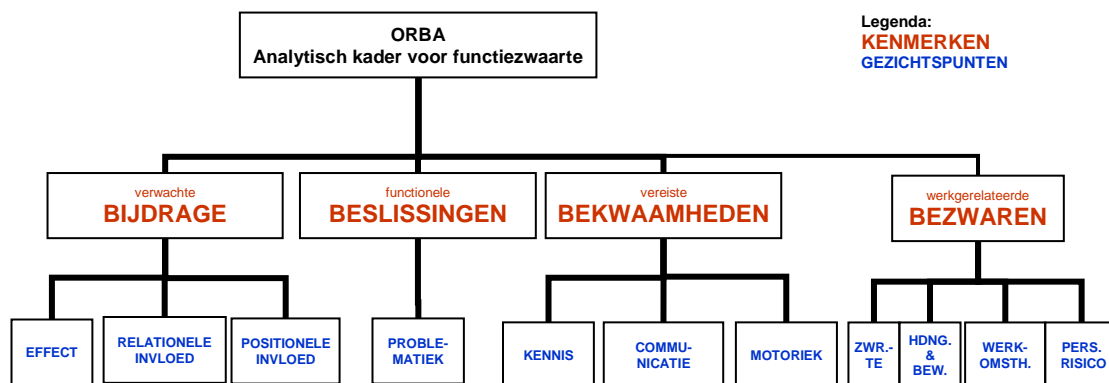 ORBA
Analytisch kader voor functiezwaarte
Legenda:
KENMERKEN
GEZICHTSPUNTEN
verwachte
BIJDRAGE
functionele
BESLISSINGEN
vereiste
BEKWAAMHEDEN
werkgerelateerde
BEZWAREN
EFFECT
RELATIONELE
INVLOED
POSITIONELE
INVLOED
PROBLE-
MATIEK
KENNIS
COMMU-
NICATIE
MOTORIEK
ZWR.-
TE
HDNG.
&
BEW.
WERK-
OMSTH.
PERS.
RISICO